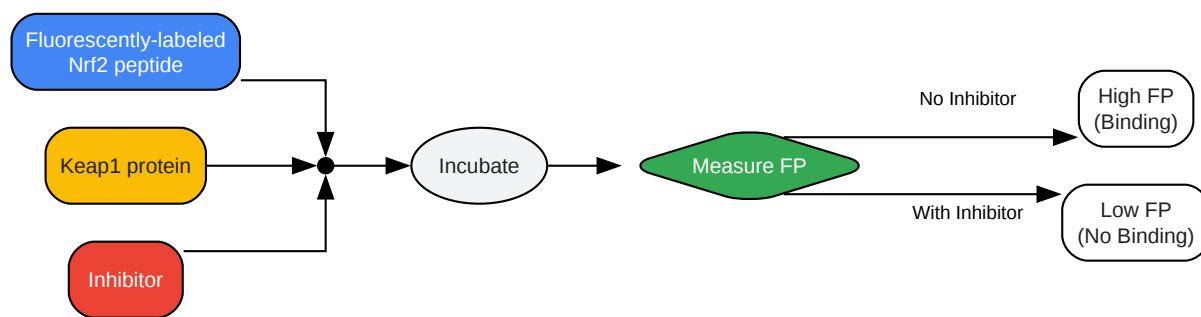 Fluorescently-labeled
Nrf2 peptide
Keap1 protein
Inhibitor
Incubate
Measure FP
No Inhibitor
With Inhibitor
High FP
(Binding)
Low FP
(No Binding)